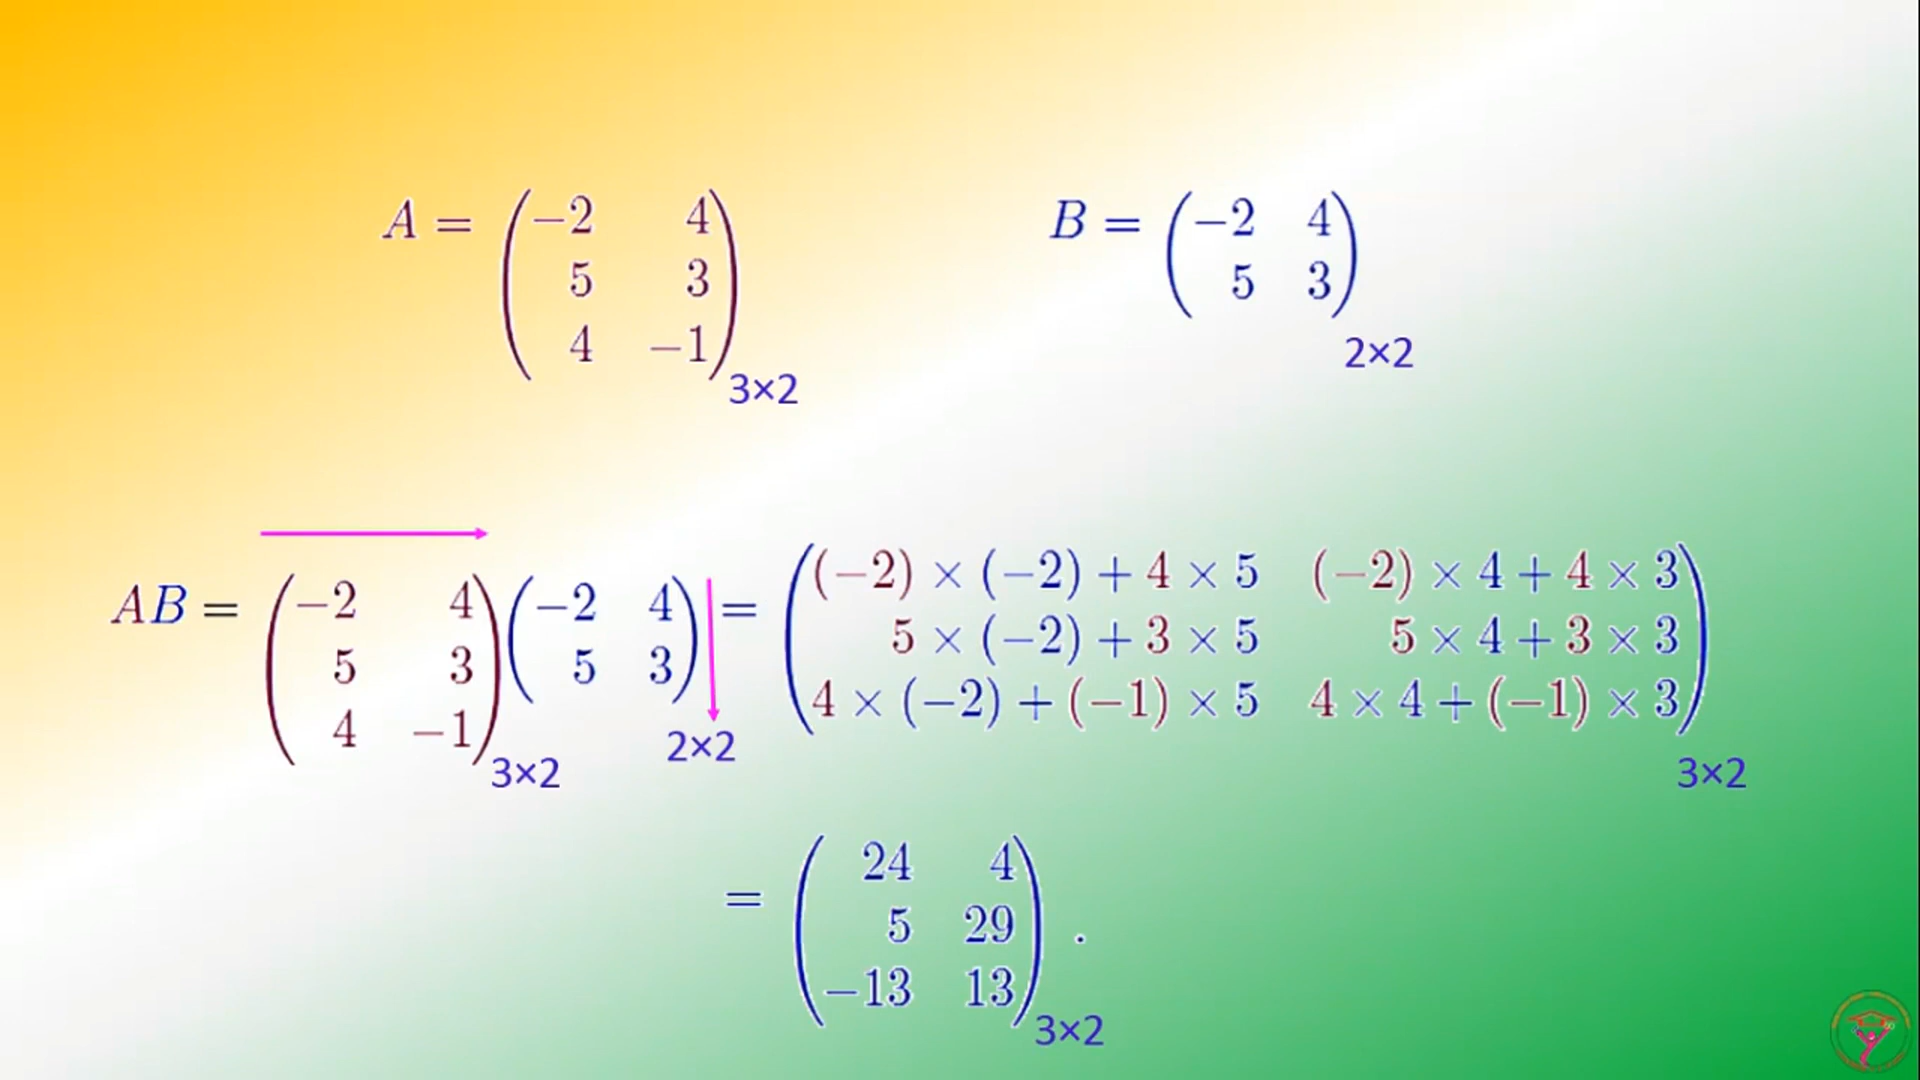 A = (−2 4
5 3
4 −1) 3×2
B = (−2 4
5 3) 2×2
AB = (−2 4
5 3
4 −1) 3×2
(−2 4
5 3) 2×2
= ((−2) × (−2) + 4 × 5 (−2) × 4 + 4 × 3
5 × (−2) + 3 × 5 5 × 4 + 3 × 3
4 × (−2) + (−1) × 5 4 × 4 + (−1) × 3) 3×2
= (24 4
5 29
−13 13) 3×2 .